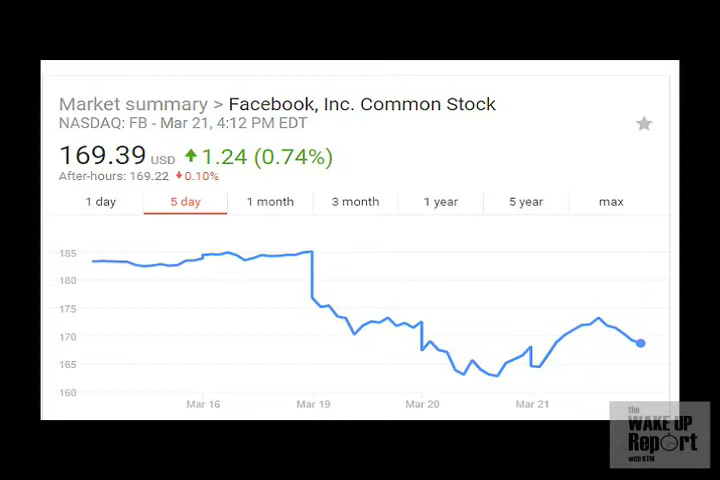 Market summary > Facebook, Inc. Common Stock
NASDAQ: FB - Mar 21, 4:12 PM EDT
169.39 USD 1.24 (0.74%)
After-hours: 169.22 0.10%
1 day 5 day 1 month 3 month 1 year 5 year max
185
180
175
170
165
160
Mar 16 Mar 19 Mar 20 Mar 21
the
WAKE UP
Report
with KTM